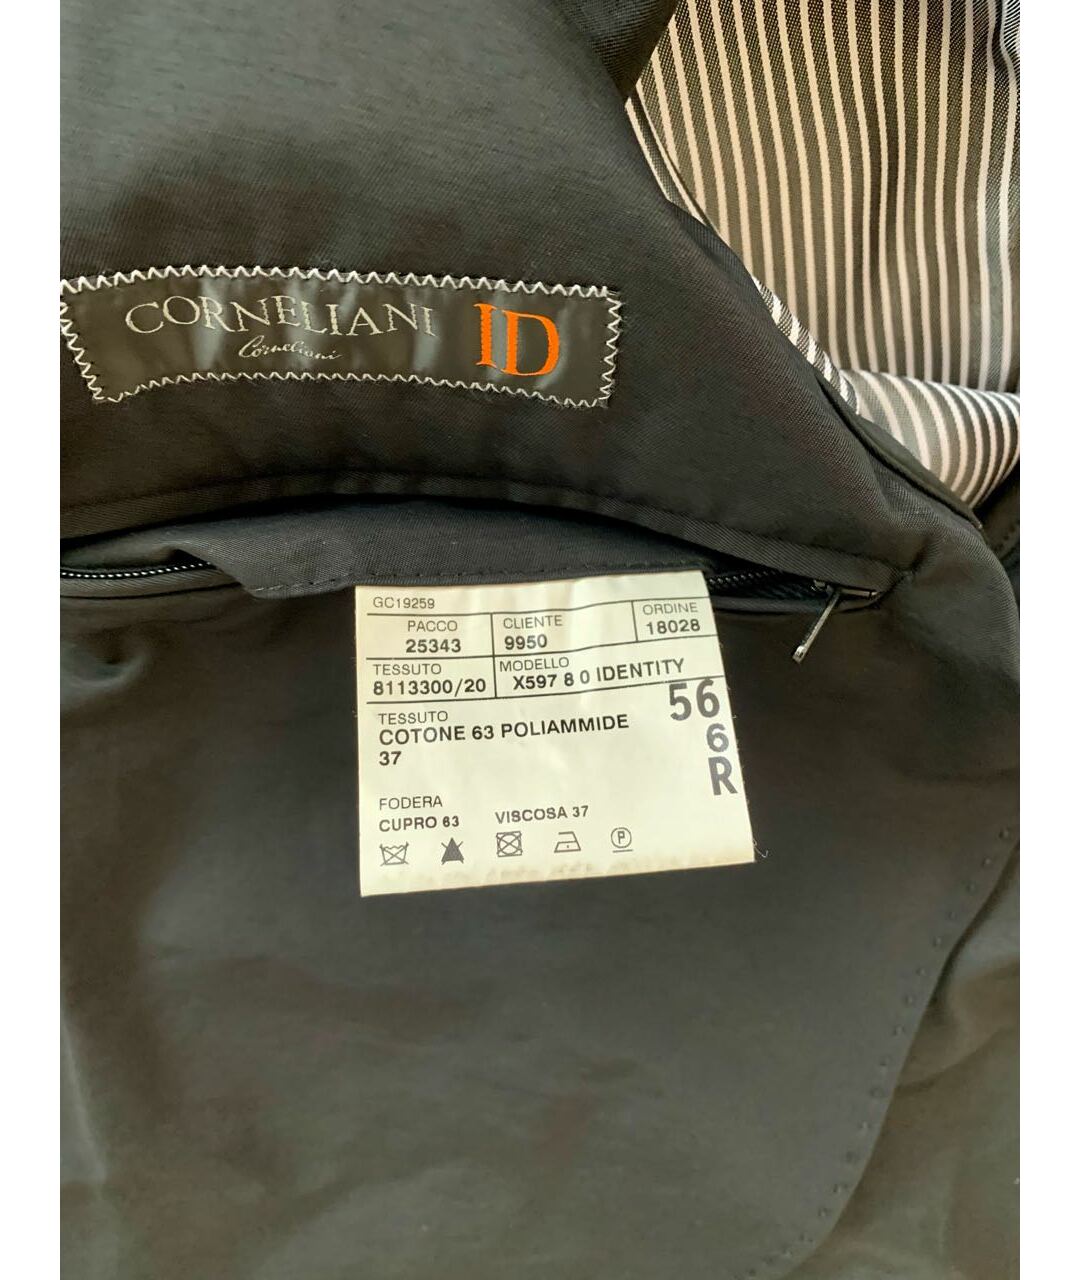 CORNELIANI ID
Corneliani
GC19259
PACCO CLIENTE ORDINE
25343 9950 18028
TESSUTO MODELLO
8113300/20 X597 8 0 IDENTITY
TESSUTO 56
COTONE 63 POLIAMMIDE 6
37 R
FODERA
CUPRO 63 VISCOSA 37
P